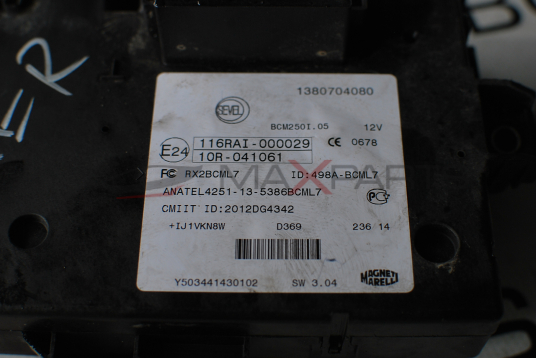 SEVEL
1380704080
BCM250I.05 12V
E24 116RAI-000029 CE 0678
10R-041061
FC RX2BCML7 ID:498A-BCML7
ANATEL4251-13-5386BCML7
CMIIT ID:2012DG4342
+IJ1VKN8W D369 236 14
Y503441430102 SW 3.04
MAGNETI
MARELLI
MAXPAR